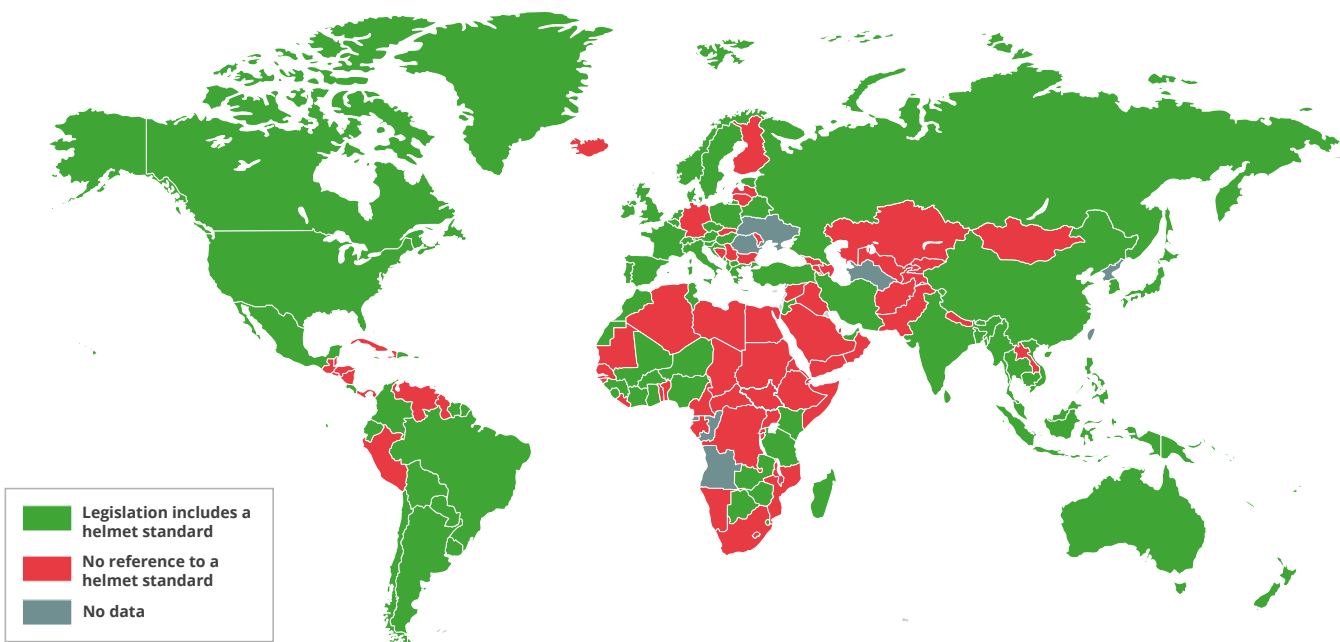 Legislation includes a
helmet standard
No reference to a
helmet standard
No data